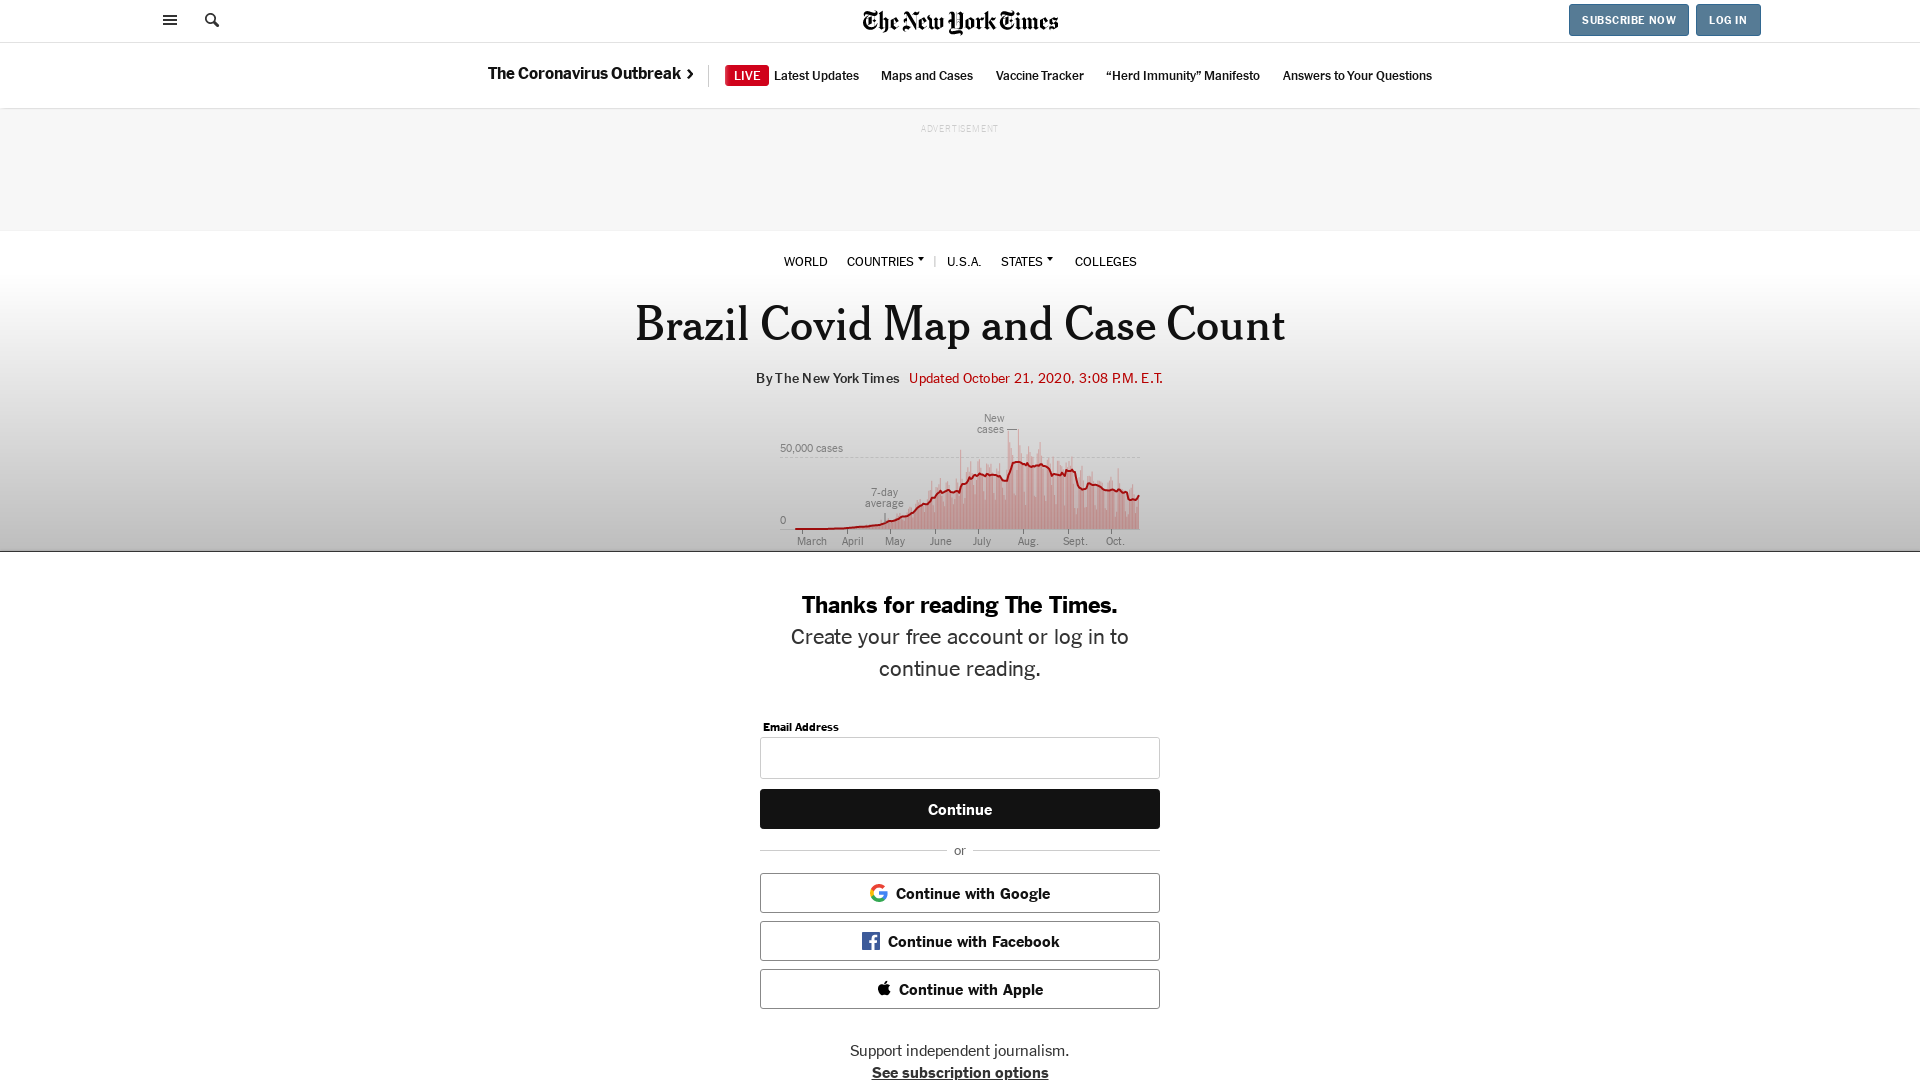 The New York Times
SUBSCRIBE NOW
LOG IN
The Coronavirus Outbreak
LIVE Latest Updates
Maps and Cases
Vaccine Tracker
“Herd Immunity” Manifesto
Answers to Your Questions
ADVERTISEMENT
WORLD
COUNTRIES
U.S.A.
STATES
COLLEGES
Brazil Covid Map and Case Count
By The New York Times Updated October 21, 2020, 3:08 P.M. E.T.
New
cases
50,000 cases
7-day
average
0
March April May June July Aug. Sept. Oct.
Thanks for reading The Times.
Create your free account or log in to
continue reading.
Email Address
Continue
or
Continue with Google
Continue with Facebook
Continue with Apple
Support independent journalism.
See subscription options